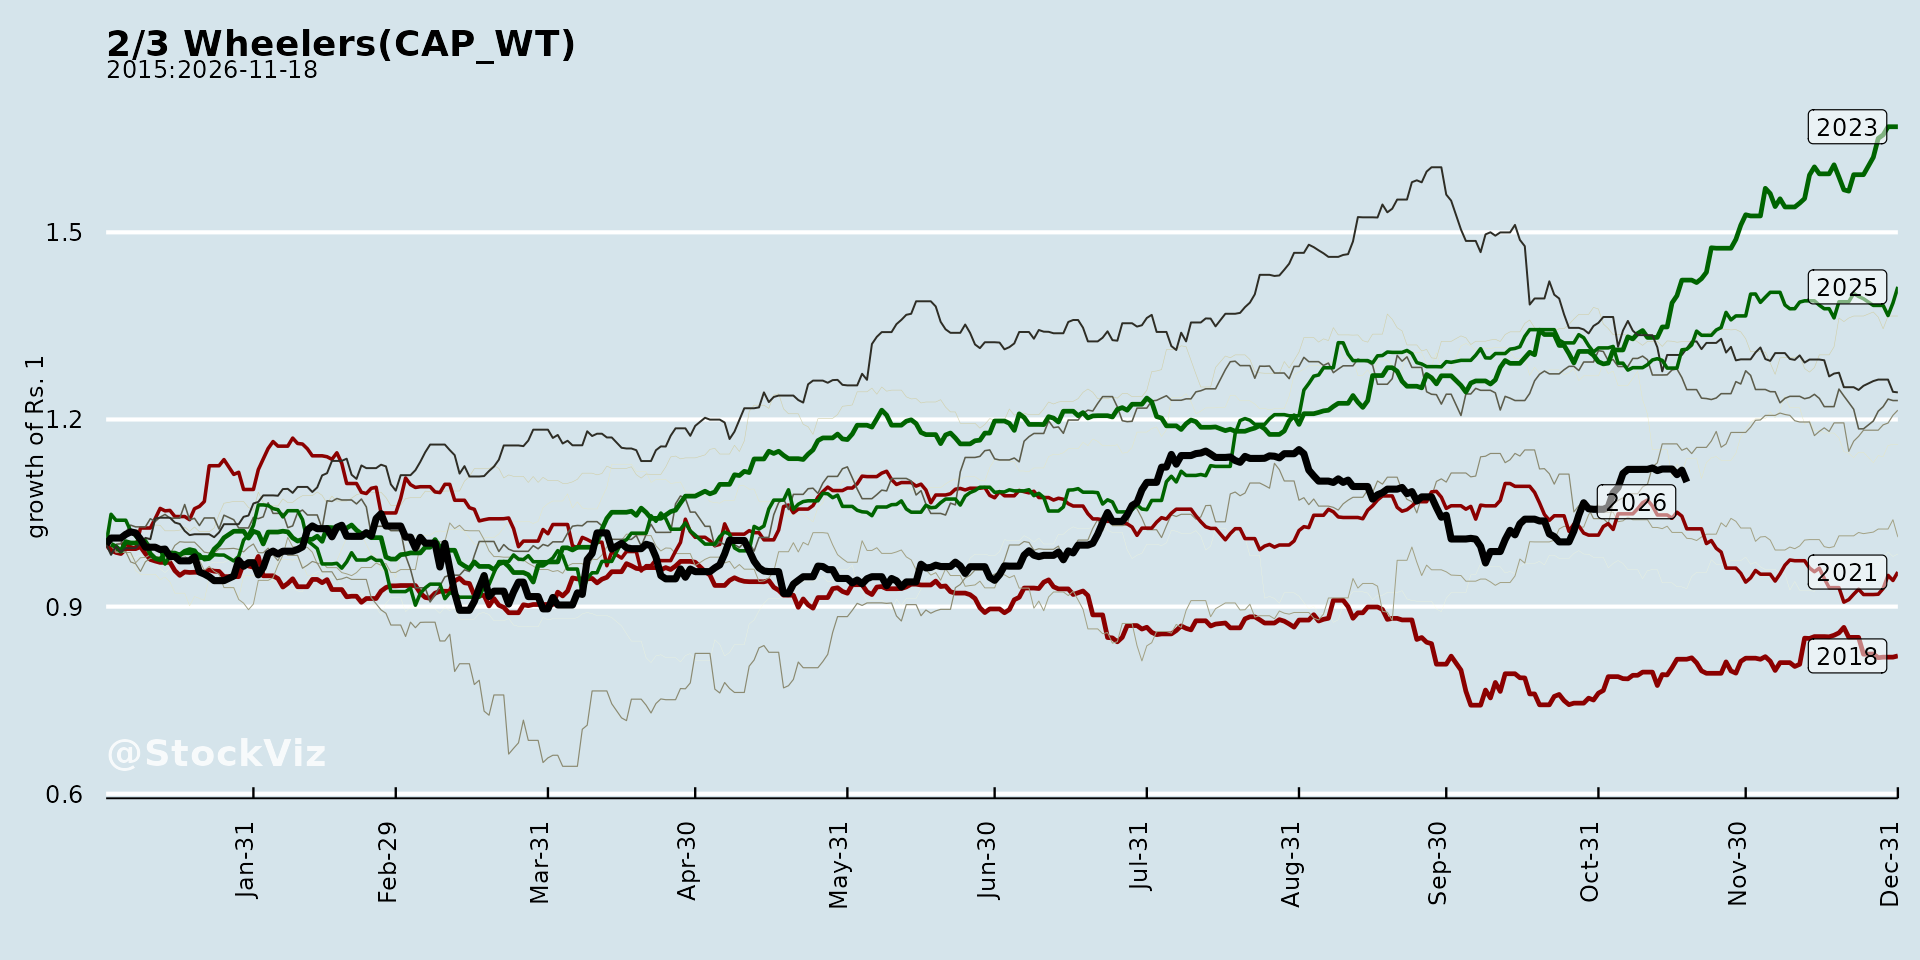 2/3 Wheelers(CAP_WT)
2015:2026-11-18
growth of Rs. 1
1.5
1.2
0.9
0.6
2023
2025
2026
2021
2018
@StockViz
Jan-31
Feb-29
Mar-31
Apr-30
May-31
Jun-30
Jul-31
Aug-31
Sep-30
Oct-31
Nov-30
Dec-31